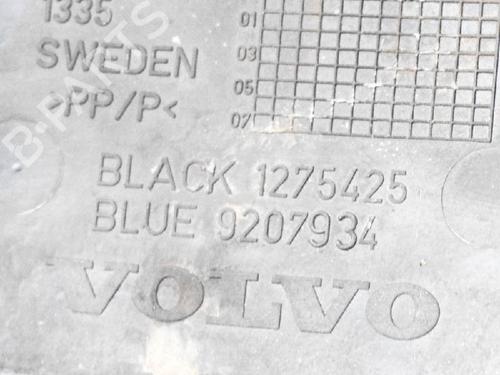 1335
SWEDEN
>PP/P<
01
03
05
07
BLACK 1275425
BLUE 9207934
VOLVO
B-PARTS